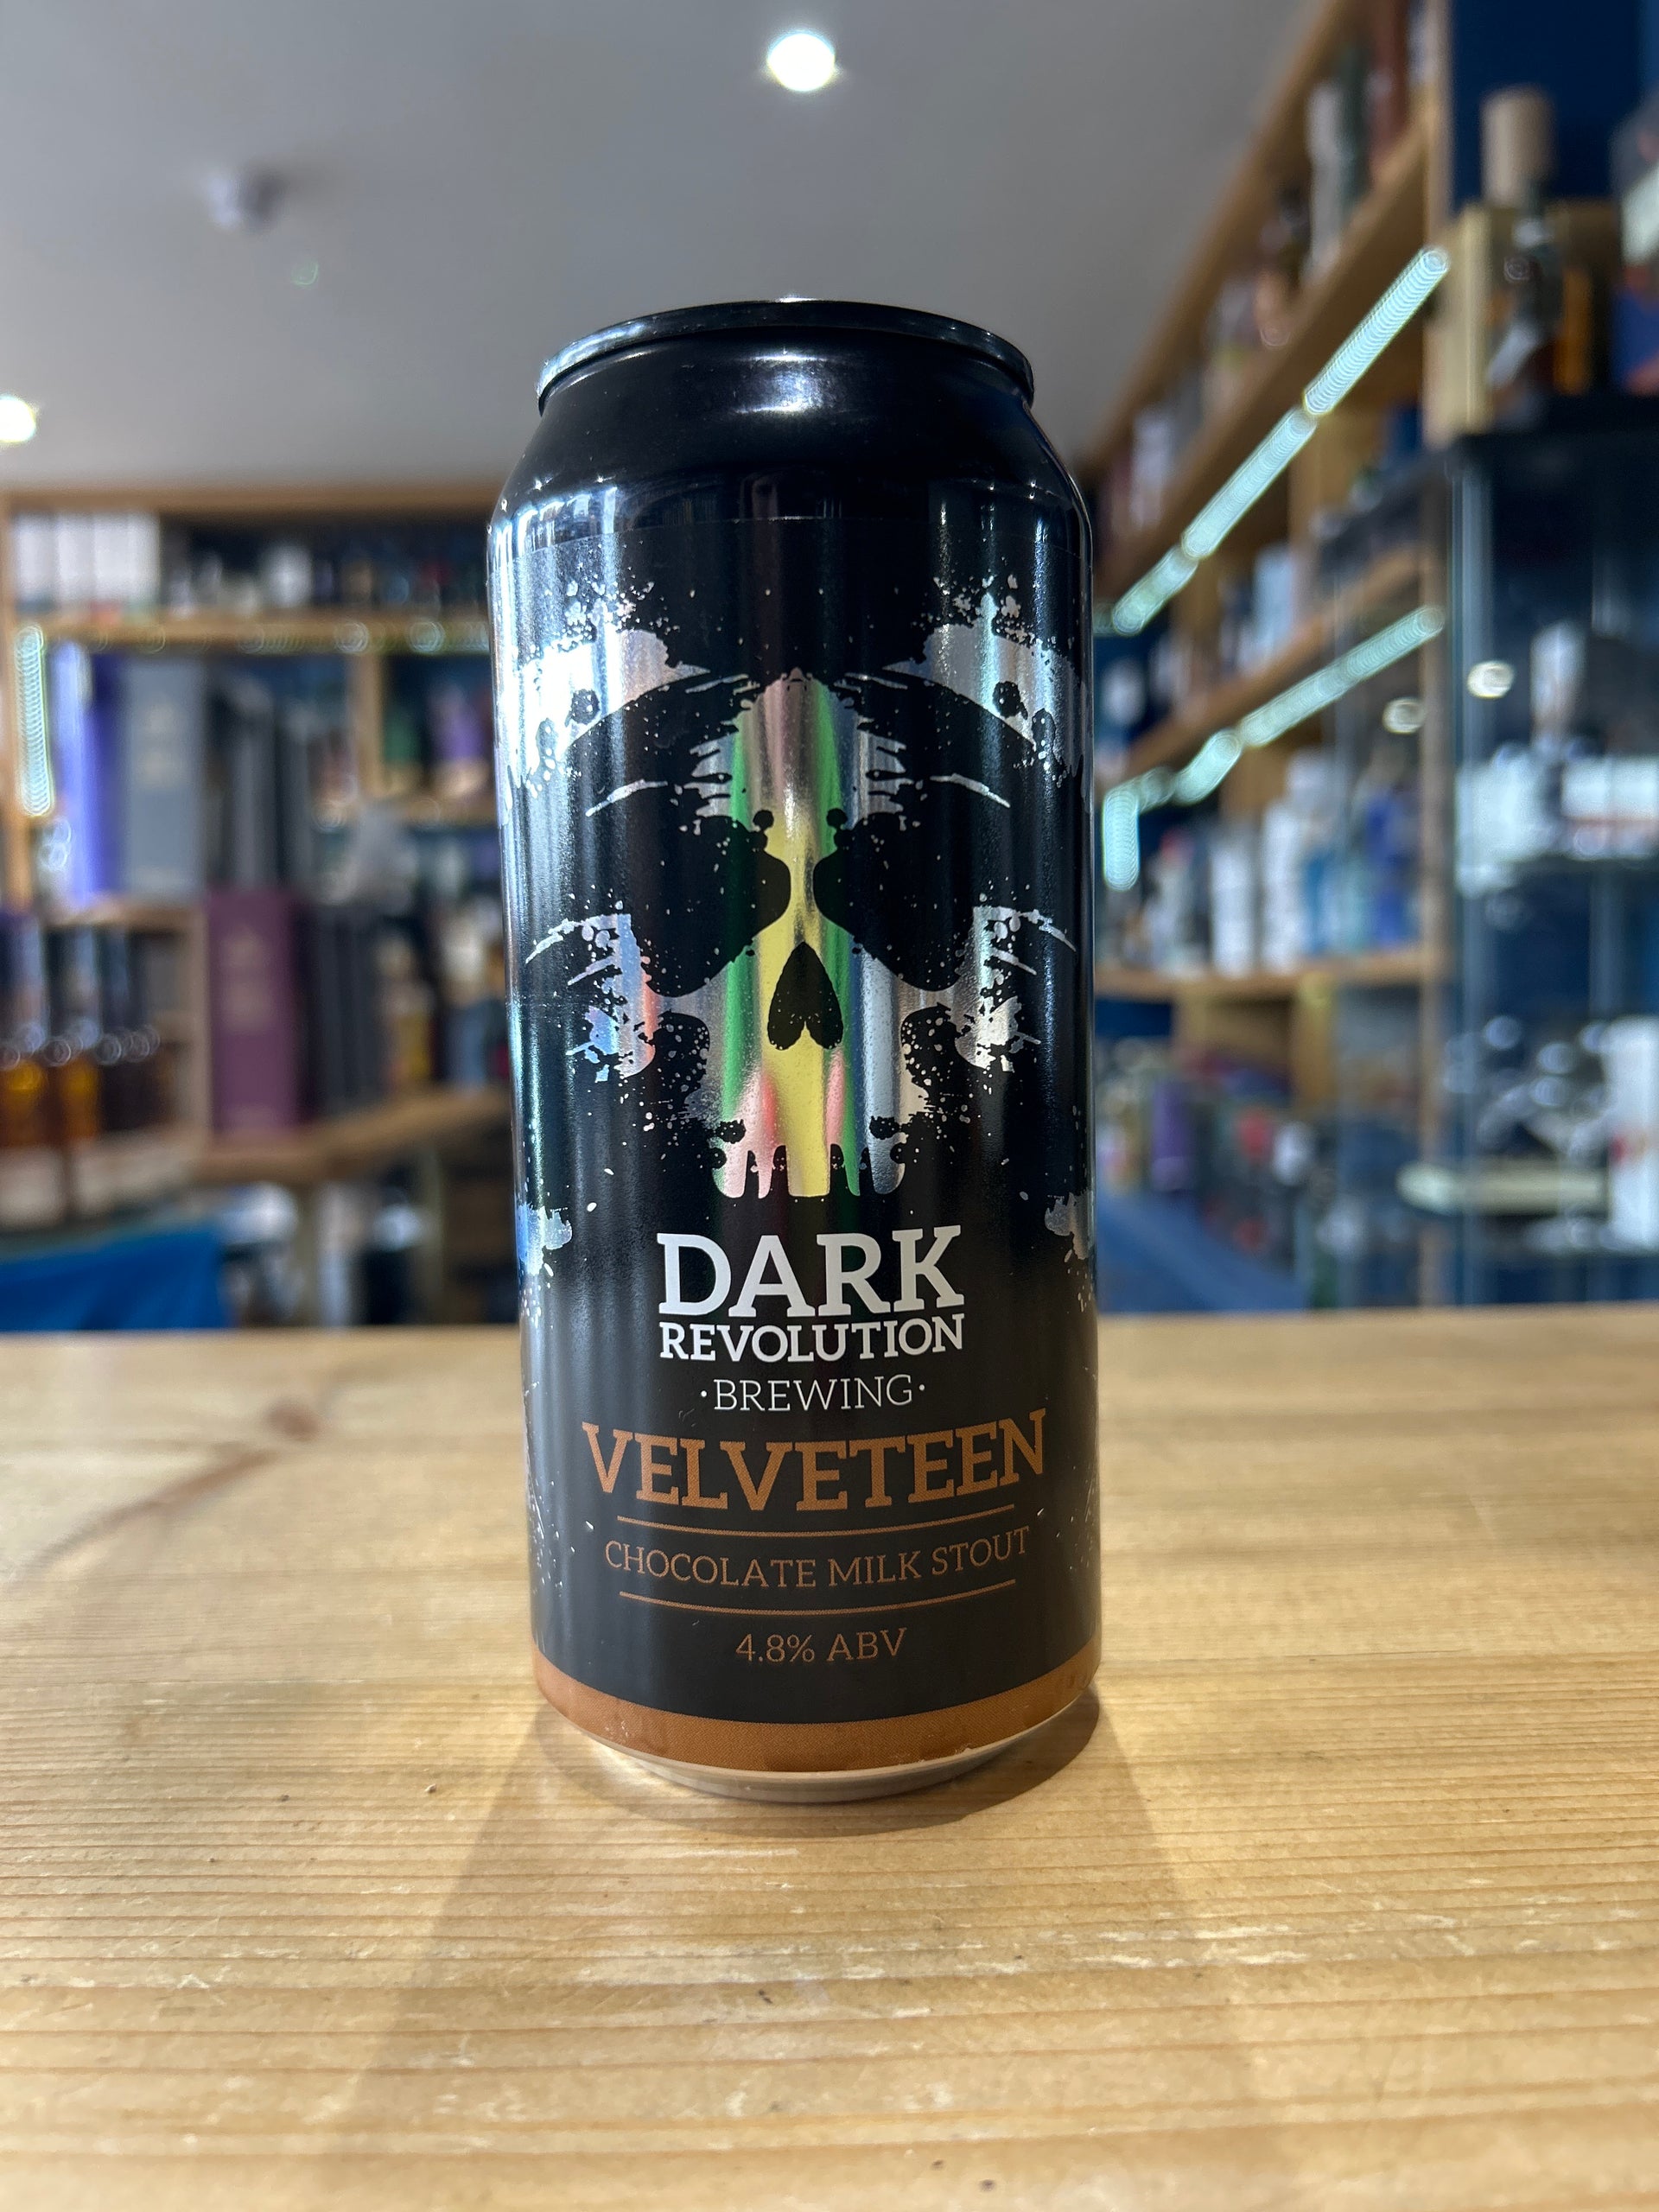 DARK
REVOLUTION
·BREWING·
VELVETEEN
CHOCOLATE MILK STOUT
4.8% ABV